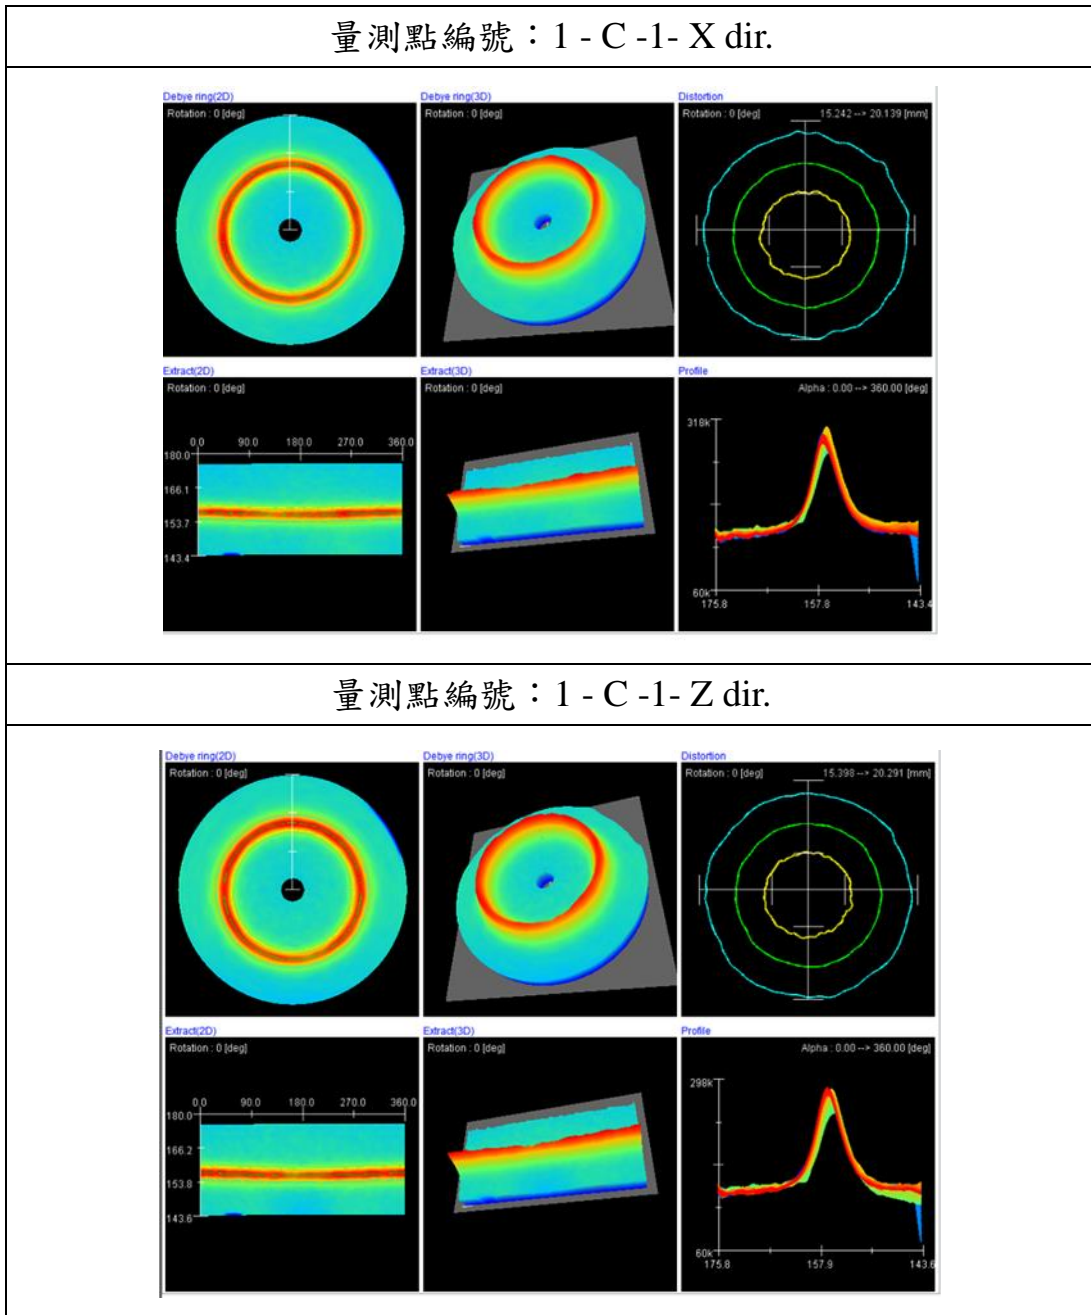 量測點編號：1 - C -1- X dir.
Debye ring(2D)
Rotation : 0 [deg]
Debye ring(3D)
Rotation : 0 [deg]
Distortion
Rotation : 0 [deg]
15.242 --> 20.139 [mm]
Extract(2D)
Rotation : 0 [deg]
0.0 90.0 180.0 270.0 360.0
180.0
166.1
153.7
143.4
Extract(3D)
Rotation : 0 [deg]
Profile
Alpha : 0.00 --> 360.00 [deg]
318k
60k
175.8 157.8 143.4
量測點編號：1 - C -1- Z dir.
Debye ring(2D)
Rotation : 0 [deg]
Debye ring(3D)
Rotation : 0 [deg]
Distortion
Rotation : 0 [deg]
15.398 --> 20.291 [mm]
Extract(2D)
Rotation : 0 [deg]
0.0 90.0 180.0 270.0 360.0
180.0
166.2
153.8
143.6
Extract(3D)
Rotation : 0 [deg]
Profile
Alpha : 0.00 --> 360.00 [deg]
298k
60k
175.8 157.9 143.6